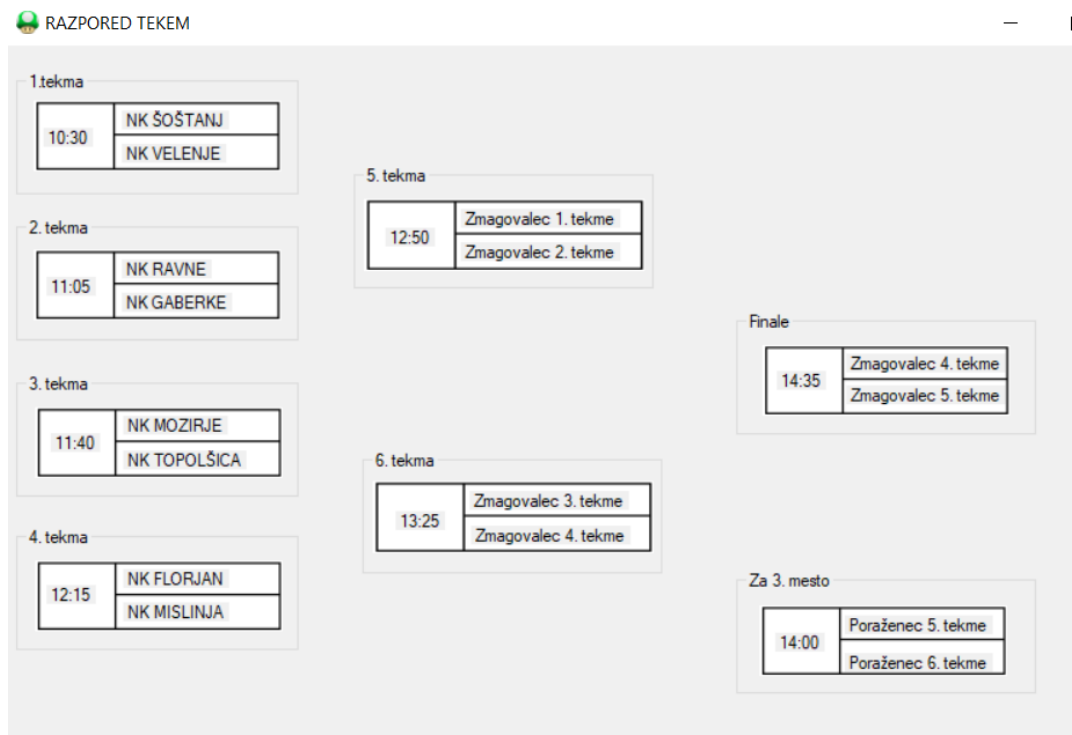 RAZPORED TEKEM
1.tekma
10:30
NK ŠOŠTANJ
NK VELENJE
2. tekma
11:05
NK RAVNE
NK GABERKE
3. tekma
11:40
NK MOZIRJE
NK TOPOLŠICA
4. tekma
12:15
NK FLORJAN
NK MISLINJA
5. tekma
12:50
Zmagovalec 1. tekme
Zmagovalec 2. tekme
6. tekma
13:25
Zmagovalec 3. tekme
Zmagovalec 4. tekme
Finale
14:35
Zmagovalec 4. tekme
Zmagovalec 5. tekme
Za 3. mesto
14:00
Poraženec 5. tekme
Poraženec 6. tekme